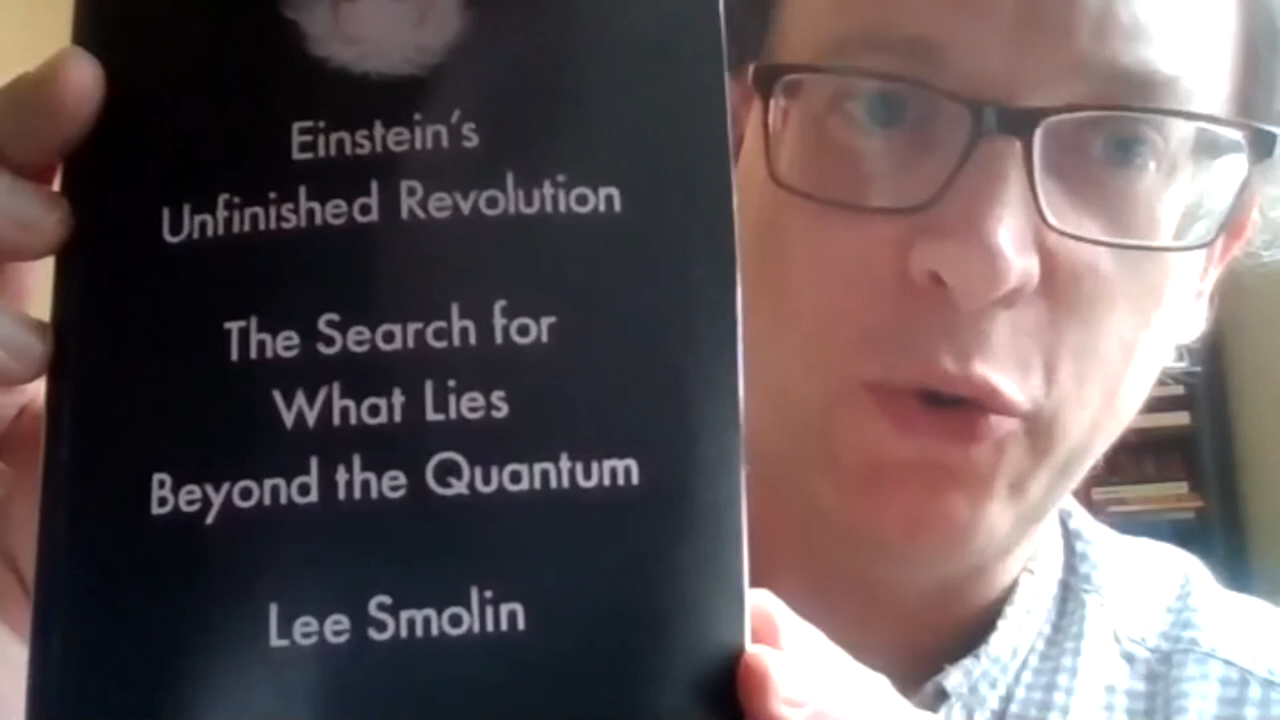 Einstein's
Unfinished Revolution
The Search for
What Lies
Beyond the Quantum
Lee Smolin